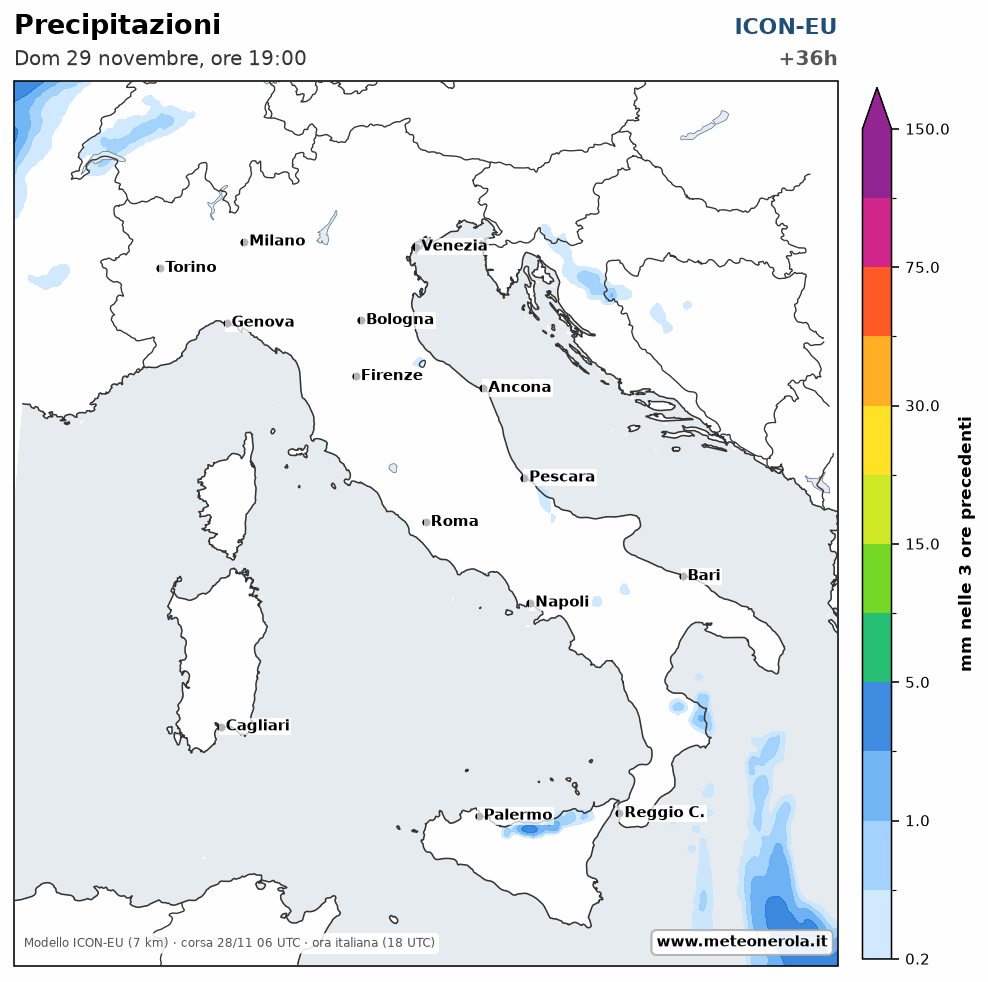 Precipitazioni
ICON-EU
Dom 29 novembre, ore 19:00
+36h
150.0
75.0
30.0
15.0
5.0
1.0
0.2
mm nelle 3 ore precedenti
Milano
Venezia
Torino
Genova
Bologna
Firenze
Ancona
Pescara
Roma
Bari
Napoli
Cagliari
Palermo
Reggio C.
Modello ICON-EU (7 km) · corsa 28/11 06 UTC · ora italiana (18 UTC)
www.meteonerola.it